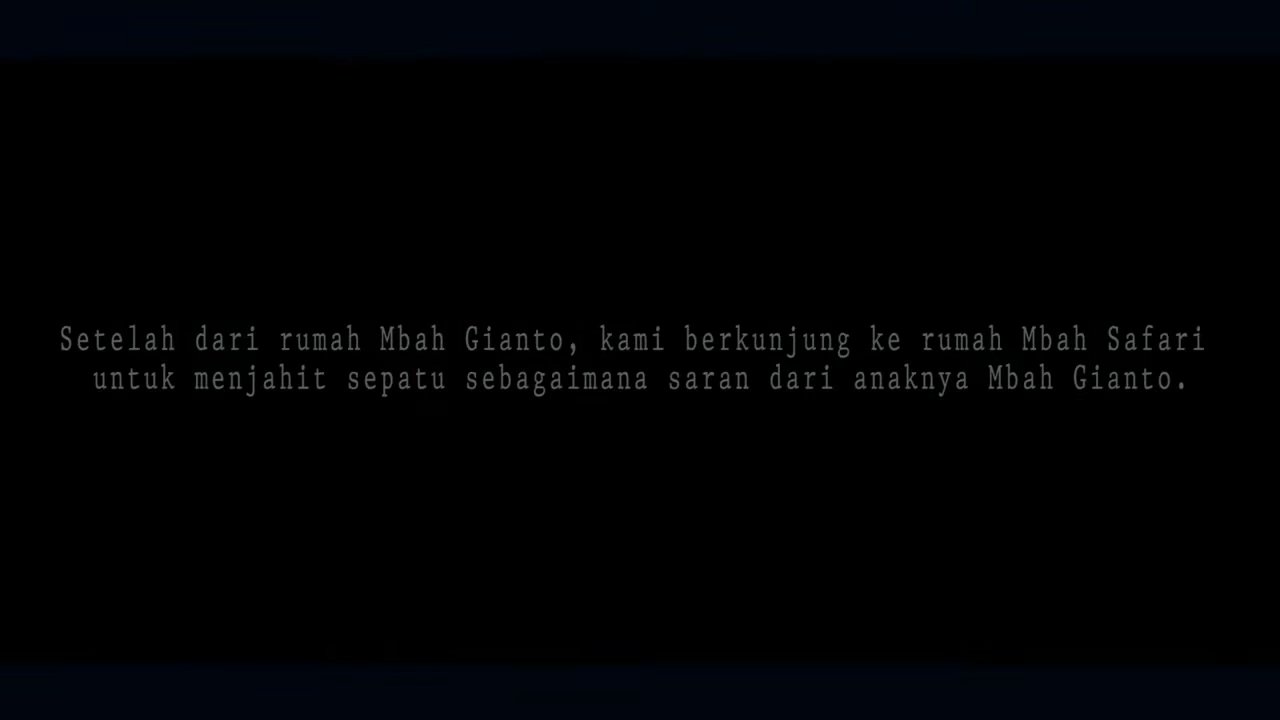 Setelah dari rumah Mbah Gianto, kami berkunjung ke rumah Mbah Safari
untuk menjahit sepatu sebagaimana saran dari anaknya Mbah Gianto.